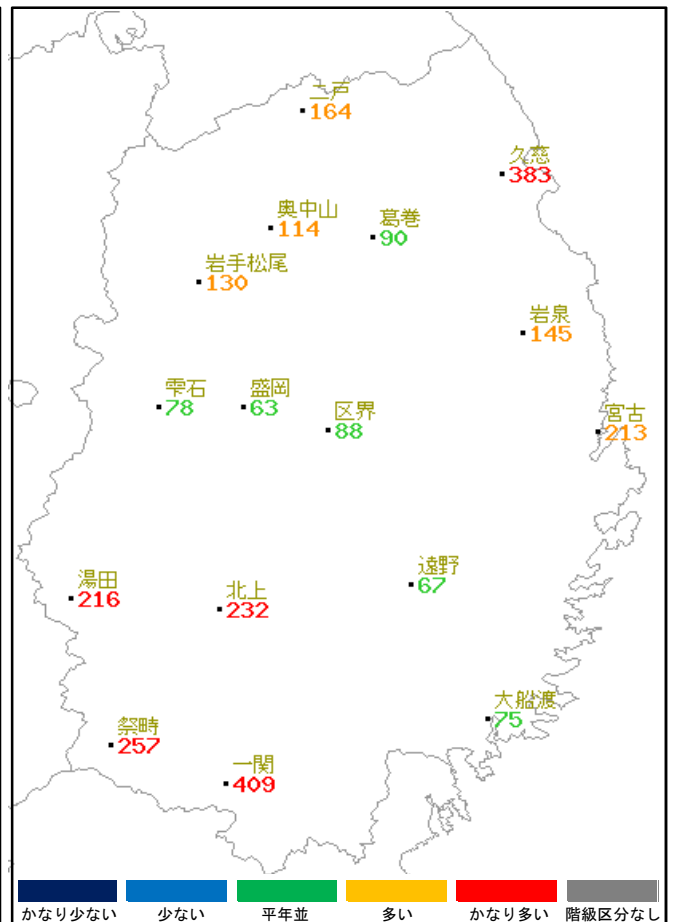 二戸
164
久慈
383
奥中山
114
葛巻
90
岩手松尾
130
岩泉
145
雫石
78
盛岡
63
区界
88
宮古
213
湯田
216
北上
232
遠野
67
大船渡
75
祭畤
257
一関
409
かなり少ない 少ない 平年並 多い かなり多い 階級区分なし